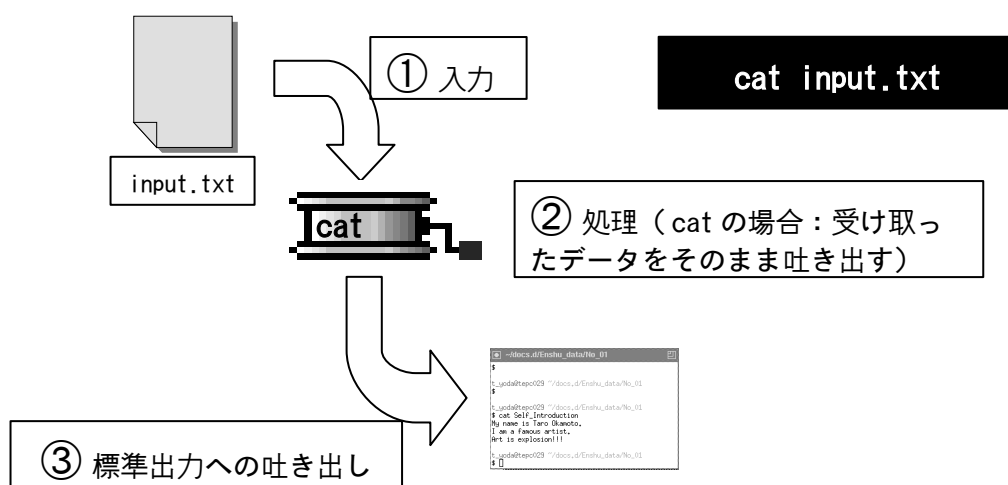 ① 入力
cat input.txt
input.txt
cat
② 処理（cat の場合：受け取っ
たデータをそのまま吐き出す）
~/docs.d/Enshu_data/No_01
$
t_yoda@tepc029 ~/docs.d/Enshu_data/No_01
$
t_yoda@tepc029 ~/docs.d/Enshu_data/No_01
$ cat Self_Introduction
My name is Taro Okamoto.
I am a famous artist.
Art is explosion!!!
t_yoda@tepc029 ~/docs.d/Enshu_data/No_01
$
③ 標準出力への吐き出し